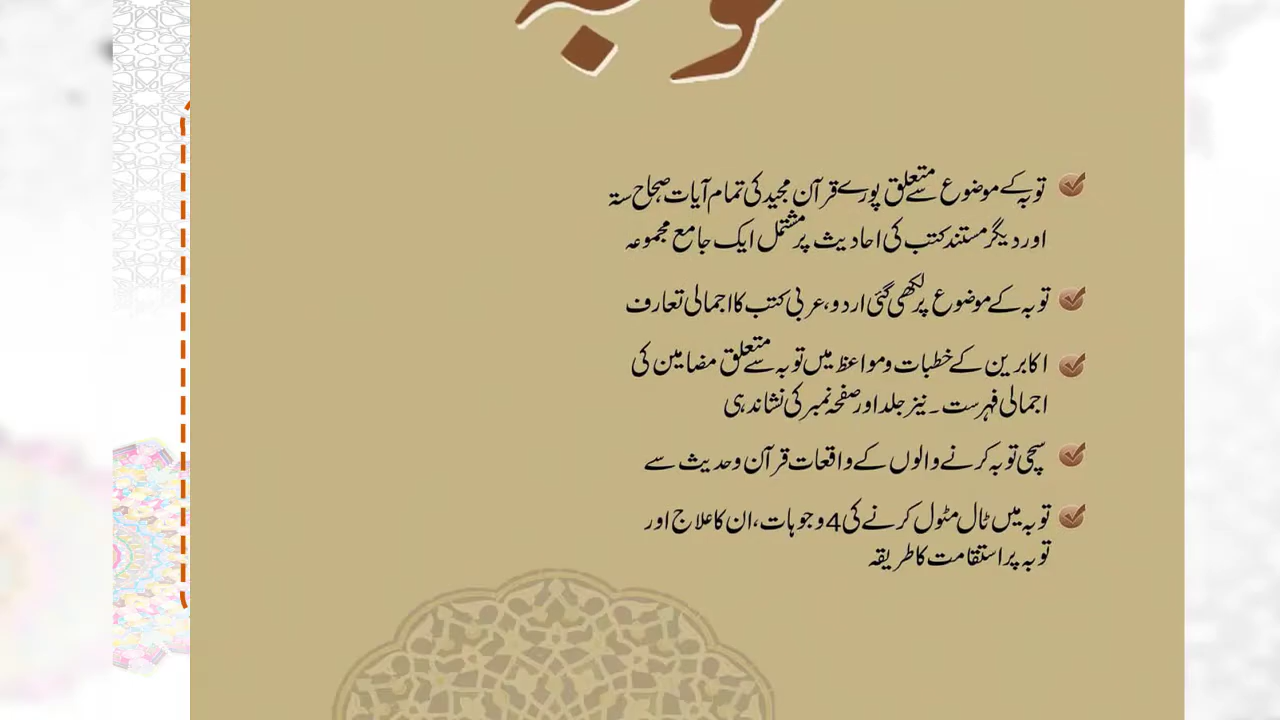 توبہ
توبہ کے موضوع سے متعلق پورے قرآن مجید کی تمام آیات صحاح ستۃ
اور دیگر مستند کتب کی احادیث پر مشتمل ایک جامع مجموعہ
توبہ کے موضوع پر لکھی گئی اردو، عربی کتب کا اجمالی تعارف
اکابرین کے خطبات ومواعظ میں توبہ سے متعلق مضامین کی
اجمالی فہرست۔ نیز جلد اور صفحہ نمبر کی نشاندہی
سچی توبہ کرنے والوں کے واقعات قرآن وحدیث سے
توبہ میں ٹال مٹول کرنے کی 4 وجوہات، ان کا علاج اور
توبہ پر استقامت کا طریقہ